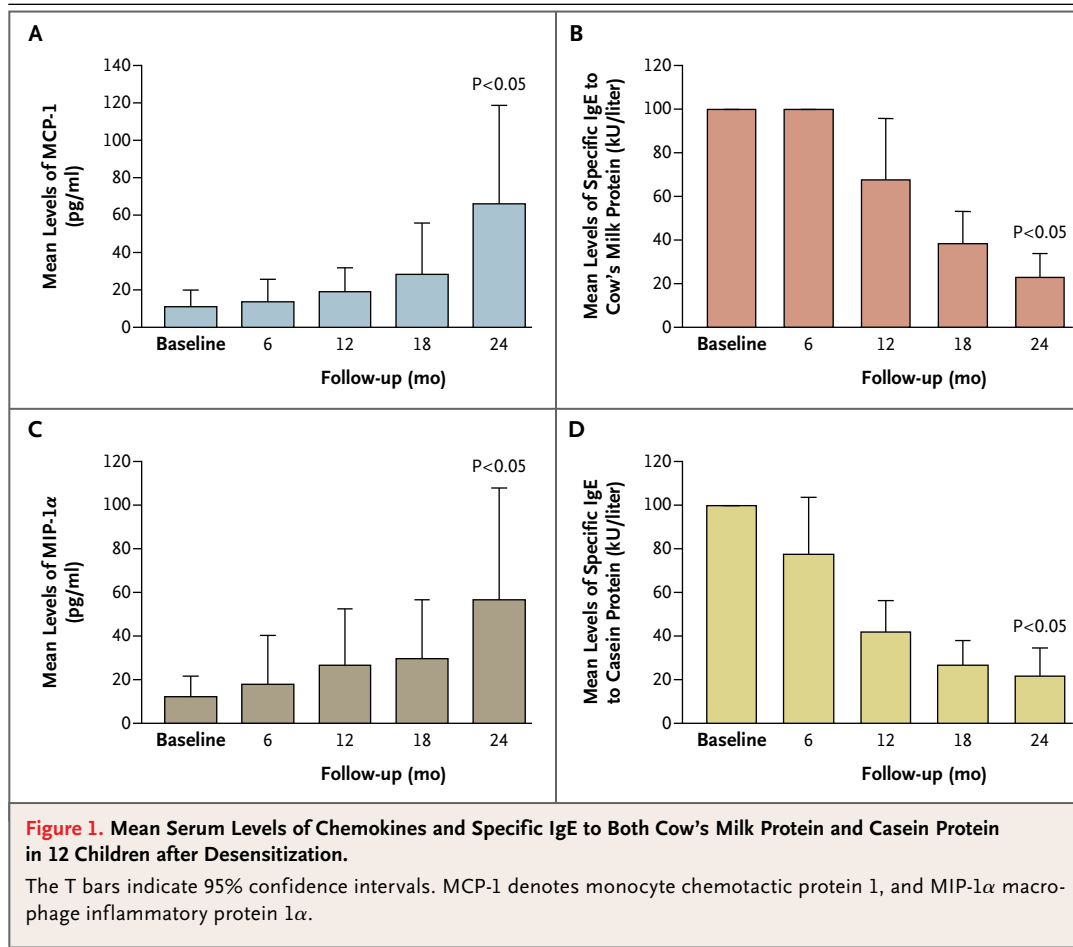 A
Mean Levels of MCP-1
(pg/ml)
140
120
100
80
60
40
20
0
P<0.05
Baseline 6 12 18 24
Follow-up (mo)
B
Mean Levels of Specific IgE to
Cow's Milk Protein (kU/liter)
120
100
80
60
40
20
0
P<0.05
Baseline 6 12 18 24
Follow-up (mo)
C
Mean Levels of MIP-1α
(pg/ml)
120
100
80
60
40
20
0
P<0.05
Baseline 6 12 18 24
Follow-up (mo)
D
Mean Levels of Specific IgE
to Casein Protein (kU/liter)
120
100
80
60
40
20
0
P<0.05
Baseline 6 12 18 24
Follow-up (mo)
Figure 1. Mean Serum Levels of Chemokines and Specific IgE to Both Cow's Milk Protein and Casein Protein
in 12 Children after Desensitization.
The T bars indicate 95% confidence intervals. MCP-1 denotes monocyte chemotactic protein 1, and MIP-1α macro-
phage inflammatory protein 1α.